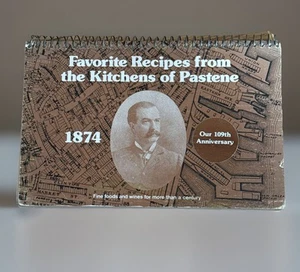 Favorite Recipes from
the Kitchens of Pastene
1874
Our 109th
Anniversary
Fine foods and wines for more than a century